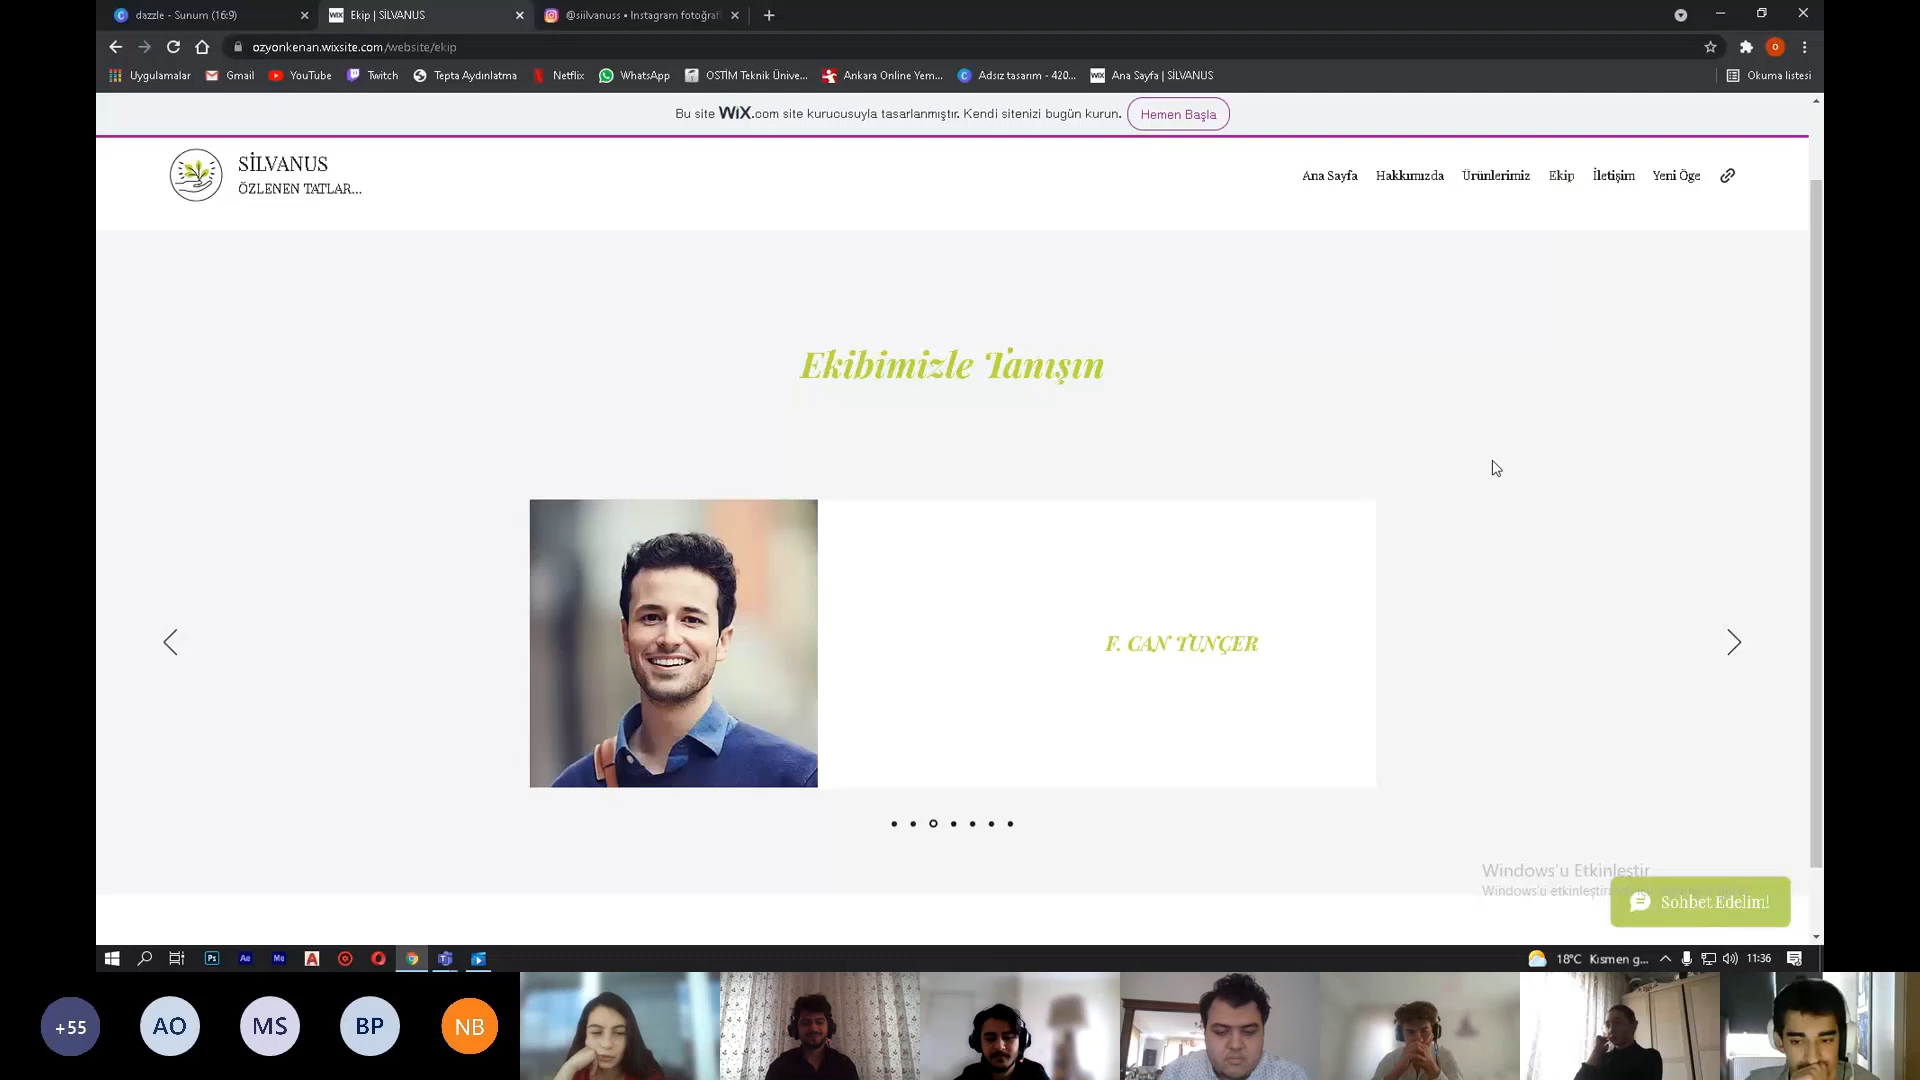 dazzle - Sunum (16:9)
Ekip | SİLVANUS
@siilvanuss • Instagram fotoğraf
ozyonkenan.wixsite.com/website/ekip
Uygulamalar
Gmail
YouTube
Twitch
Tepta Aydınlatma
Netflix
WhatsApp
OSTİM Teknik Ünive...
Ankara Online Yem...
Adsız tasarım - 420...
Ana Sayfa | SİLVANUS
Okuma listesi
Bu site WiX.com site kurucusuyla tasarlanmıştır. Kendi sitenizi bugün kurun.
Hemen Başla
SİLVANUS
ÖZLENEN TATLAR...
Ana Sayfa
Hakkımızda
Ürünlerimiz
Ekip
İletişim
Yeni Öge
Ekibimizle Tanışın
F. CAN TUNÇER
Windows'u Etkinleştir
Windows'u etkinleştir
Sohbet Edelim!
18°C Kısmen g...
11:36
+55
AO
MS
BP
NB